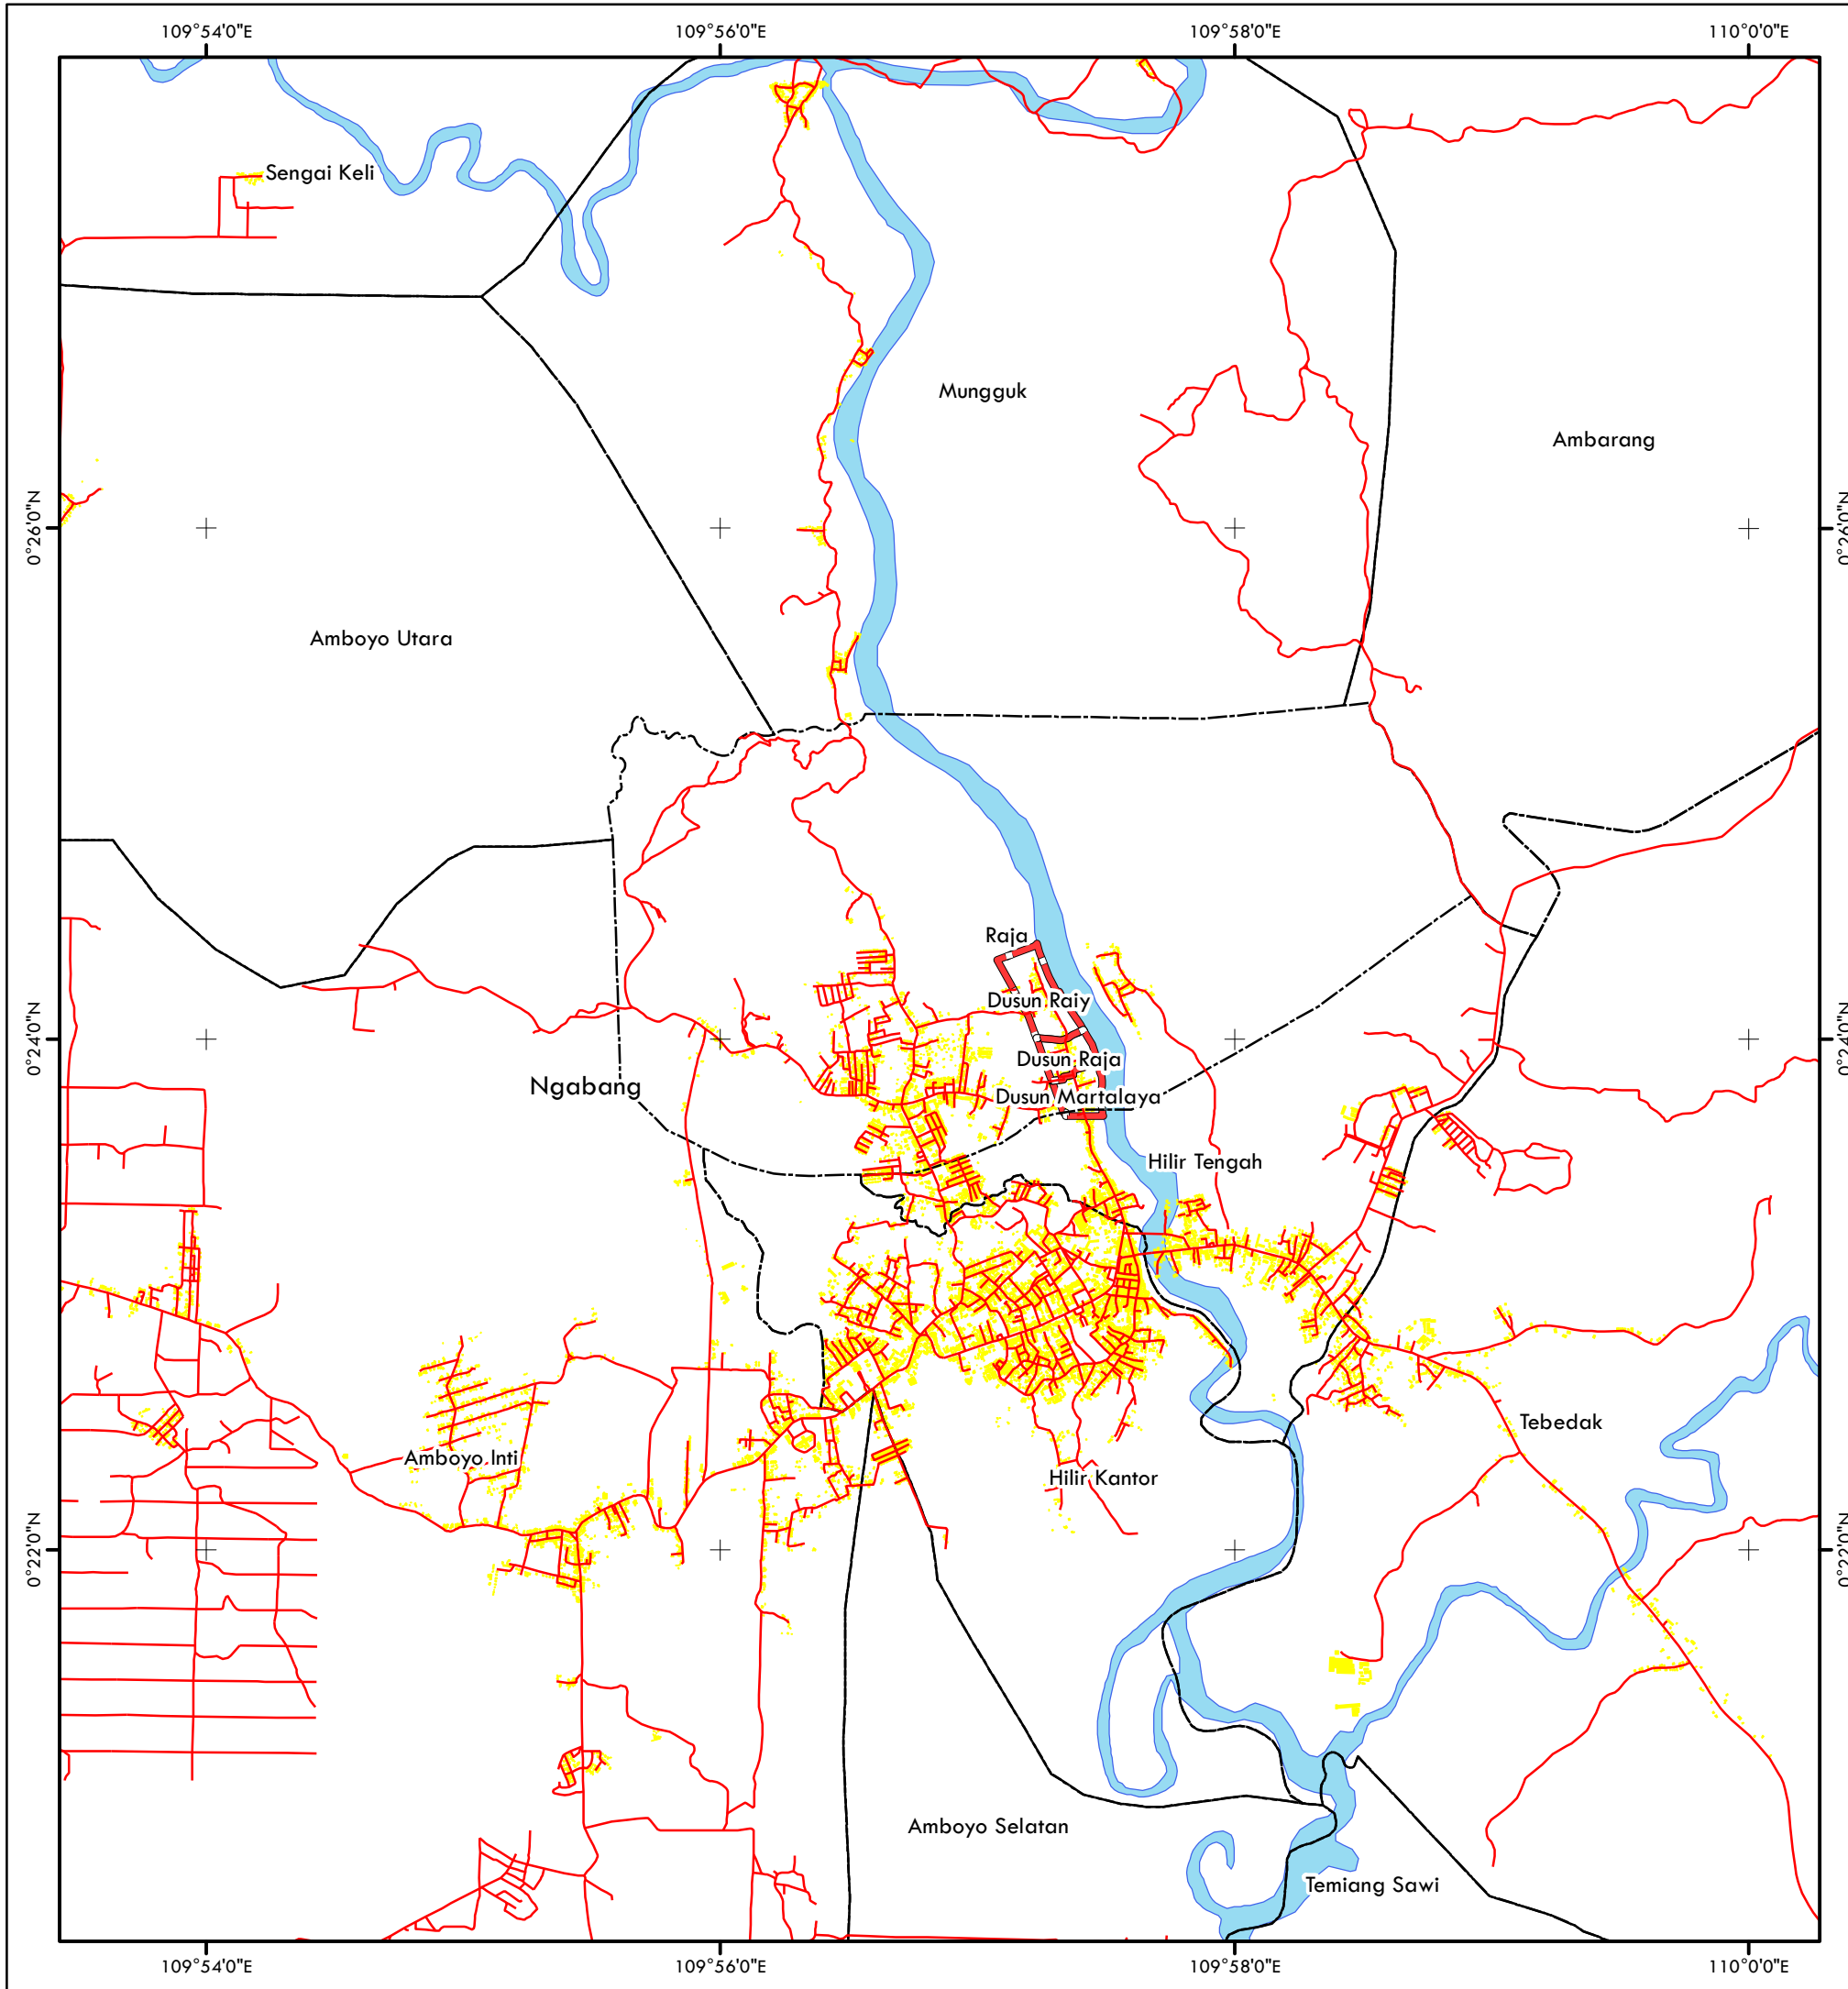 109°54'0"E
109°56'0"E
109°58'0"E
110°0'0"E
Sengai Keli
Mungguk
Ambarang
0°26'0"N
0°26'0"N
Amboyo Utara
Raja
Dusun Raiy
0°24'0"N
0°24'0"N
Dusun Raja
Ngabang
Dusun Martalaya
Hilir Tengah
Tebedak
Amboyo Inti
Hilir Kantor
0°22'0"N
0°22'0"N
Amboyo Selatan
Temiang Sawi
109°54'0"E
109°56'0"E
109°58'0"E
110°0'0"E